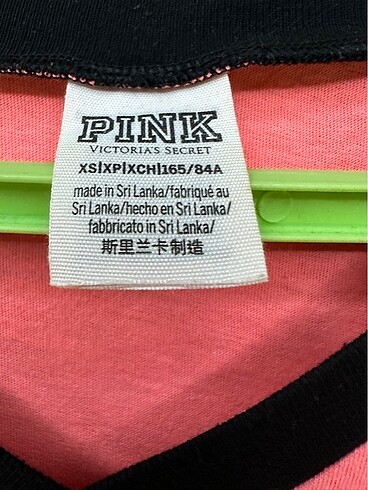 PINK
VICTORIA'S SECRET
XS|XP|XCH|165/84A
made in Sri Lanka/fabriqué au
Sri Lanka/hecho en Sri Lanka/
fabbricato in Sri Lanka/
斯里兰卡制造